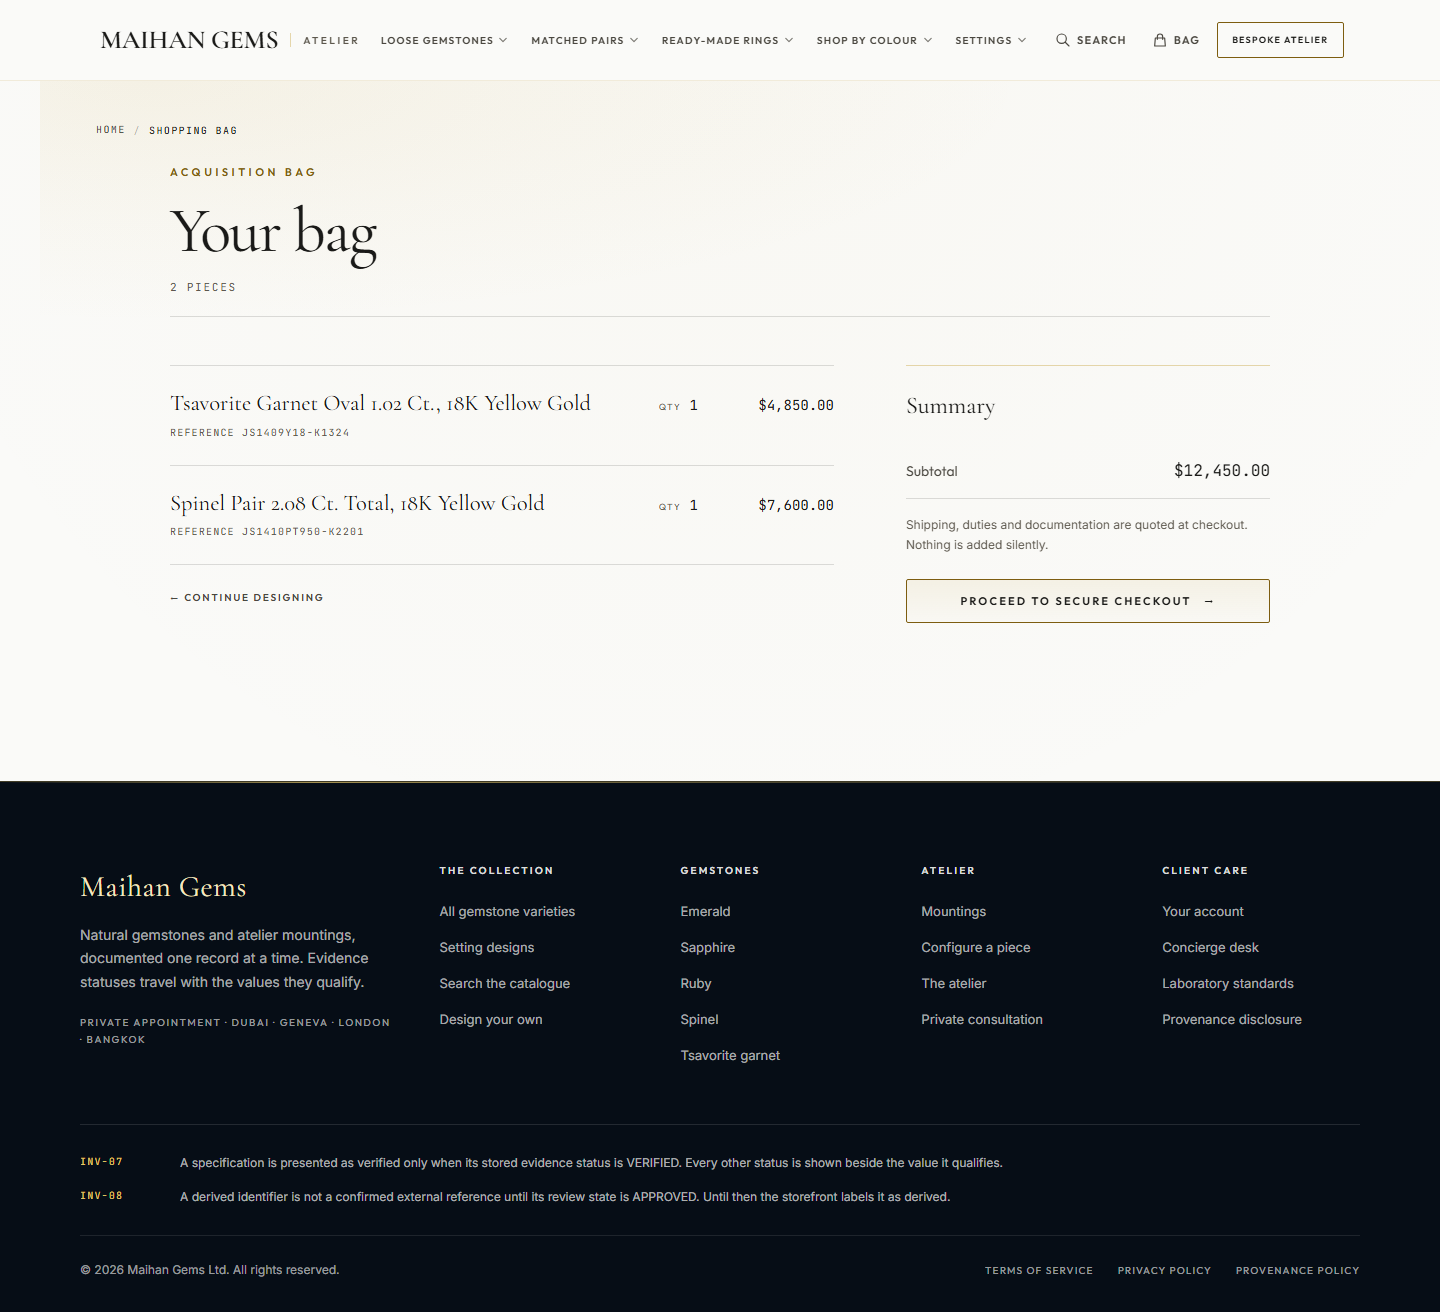 MAIHAN GEMS | ATELIER LOOSE GEMSTONES MATCHED PAIRS READY-MADE RINGS SHOP BY COLOUR SETTINGS SEARCH BAG BESPOKE ATELIER
HOME / SHOPPING BAG
ACQUISITION BAG
Your bag
2 PIECES
Tsavorite Garnet Oval 1.02 Ct., 18K Yellow Gold QTY 1 $4,850.00
REFERENCE JS1409Y18-K1324
Spinel Pair 2.08 Ct. Total, 18K Yellow Gold QTY 1 $7,600.00
REFERENCE JS1410PT950-K2201
← CONTINUE DESIGNING
Summary
Subtotal $12,450.00
Shipping, duties and documentation are quoted at checkout.
Nothing is added silently.
PROCEED TO SECURE CHECKOUT →
Maihan Gems
Natural gemstones and atelier mountings,
documented one record at a time. Evidence
statuses travel with the values they qualify.
PRIVATE APPOINTMENT · DUBAI · GENEVA · LONDON
· BANGKOK
THE COLLECTION
All gemstone varieties
Setting designs
Search the catalogue
Design your own
GEMSTONES
Emerald
Sapphire
Ruby
Spinel
Tsavorite garnet
ATELIER
Mountings
Configure a piece
The atelier
Private consultation
CLIENT CARE
Your account
Concierge desk
Laboratory standards
Provenance disclosure
INV-07 A specification is presented as verified only when its stored evidence status is VERIFIED. Every other status is shown beside the value it qualifies.
INV-08 A derived identifier is not a confirmed external reference until its review state is APPROVED. Until then the storefront labels it as derived.
© 2026 Maihan Gems Ltd. All rights reserved. TERMS OF SERVICE PRIVACY POLICY PROVENANCE POLICY